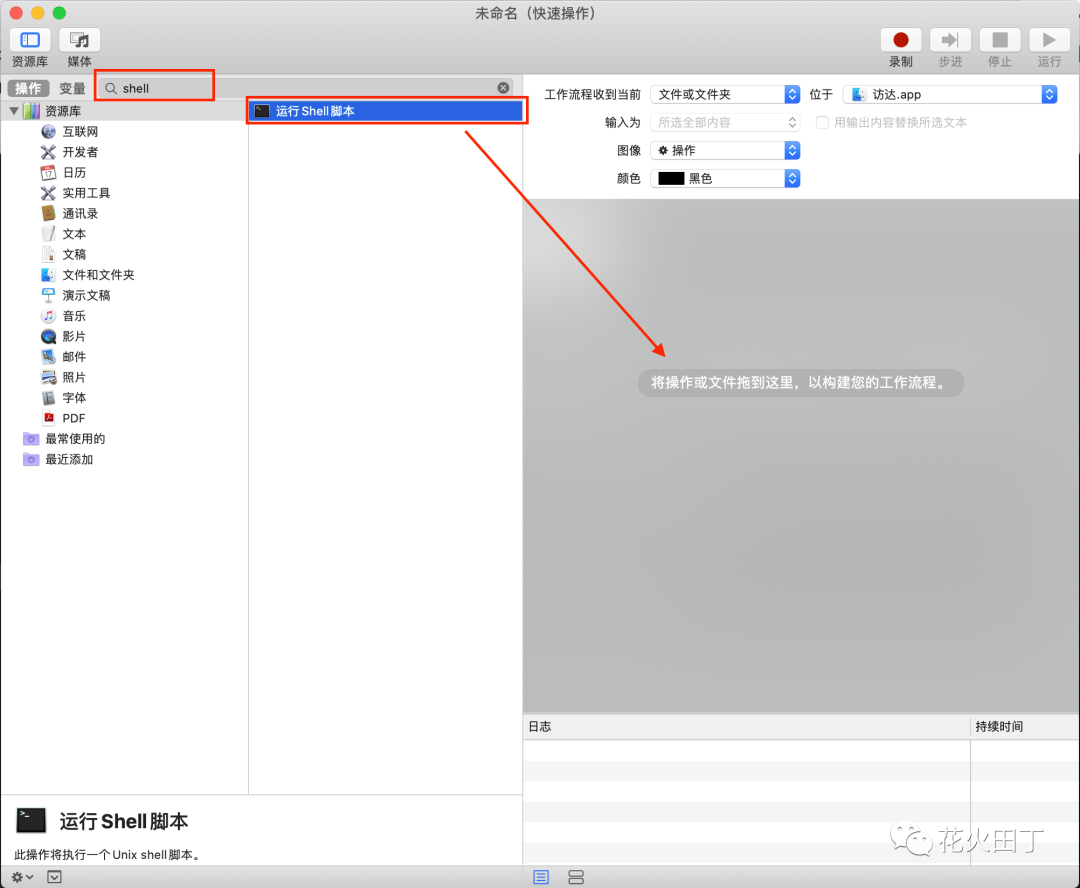 未命名（快速操作）
资源库 媒体 录制 步进 停止 运行
操作 变量 shell
资源库
互联网
开发者
17
日历
实用工具
通讯录
文本
文稿
文件和文件夹
演示文稿
音乐
影片
邮件
照片
字体
PDF
最常使用的
最近添加
运行 Shell 脚本
工作流程收到当前 文件或文件夹 位于 访达.app
输入为 所选全部内容 用输出内容替换所选文本
图像 操作
颜色 黑色
将操作或文件拖到这里，以构建您的工作流程。
日志 持续时间
运行 Shell 脚本
此操作将执行一个 Unix shell 脚本。
花火田丁